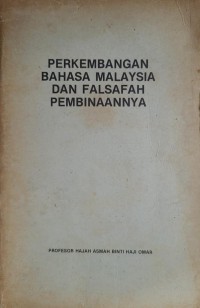 PERKEMBANGAN
BAHASA MALAYSIA
DAN FALSAFAH
PEMBINAANNYA
PROFESOR HAJAH ASMAH BINTI HAJI OMAR